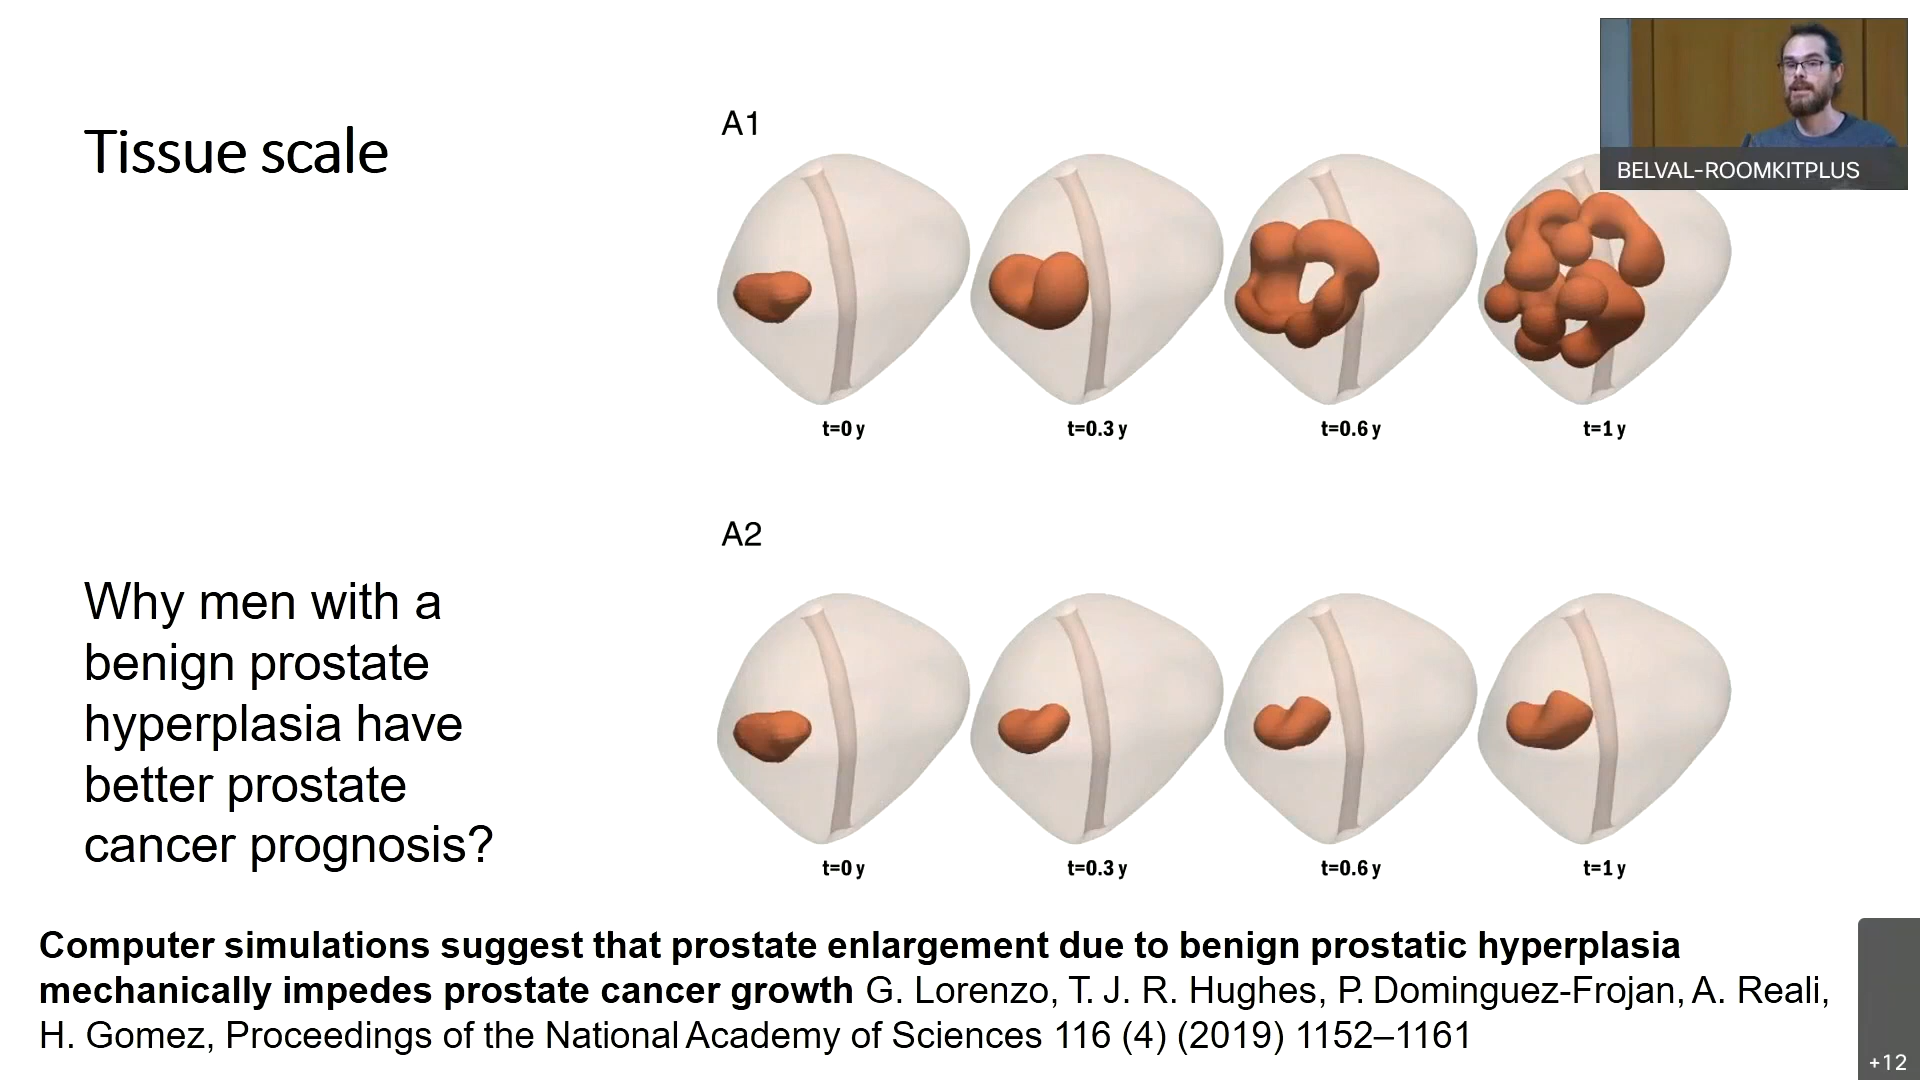 Tissue scale
A1
BELVAL-ROOMKITPLUS
t=0 y
t=0.3 y
t=0.6 y
t=1 y
A2
Why men with a
benign prostate
hyperplasia have
better prostate
cancer prognosis?
t=0 y
t=0.3 y
t=0.6 y
t=1 y
Computer simulations suggest that prostate enlargement due to benign prostatic hyperplasia
mechanically impedes prostate cancer growth G. Lorenzo, T. J. R. Hughes, P. Dominguez-Frojan, A. Reali,
H. Gomez, Proceedings of the National Academy of Sciences 116 (4) (2019) 1152–1161
+12